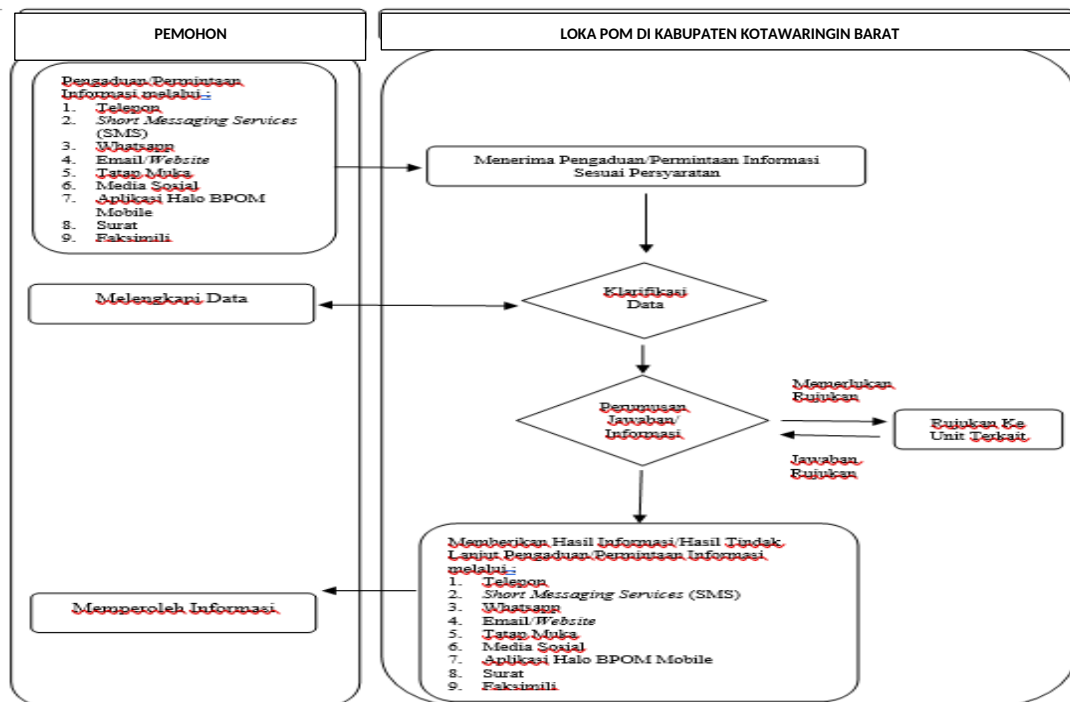 PEMOHON
LOKA POM DI KABUPATEN KOTAWARINGIN BARAT
Pengaduan/Permintaan
Informasi melalui :
1. Telepon
2. Short Messaging Services
(SMS)
3. Whatsapp
4. Email/Website
5. Tatap Muka
6. Media Sosial
7. Aplikasi Halo BPOM
Mobile
8. Surat
9. Faksimili
Menerima Pengaduan/Permintaan Informasi
Sesuai Persyaratan
Melengkapi Data
Klarifikasi
Data
Perumusan
Jawaban/
Informasi
Memerlukan
Rujukan
Rujukan Ke
Unit Terkait
Jawaban
Rujukan
Memberikan Hasil Informasi/Hasil Tindak
Lanjut Pengaduan/Permintaan Informasi
melalui :
1. Telepon
2. Short Messaging Services (SMS)
3. Whatsapp
4. Email/Website
5. Tatap Muka
6. Media Sosial
7. Aplikasi Halo BPOM Mobile
8. Surat
9. Faksimili
Memperoleh Informasi